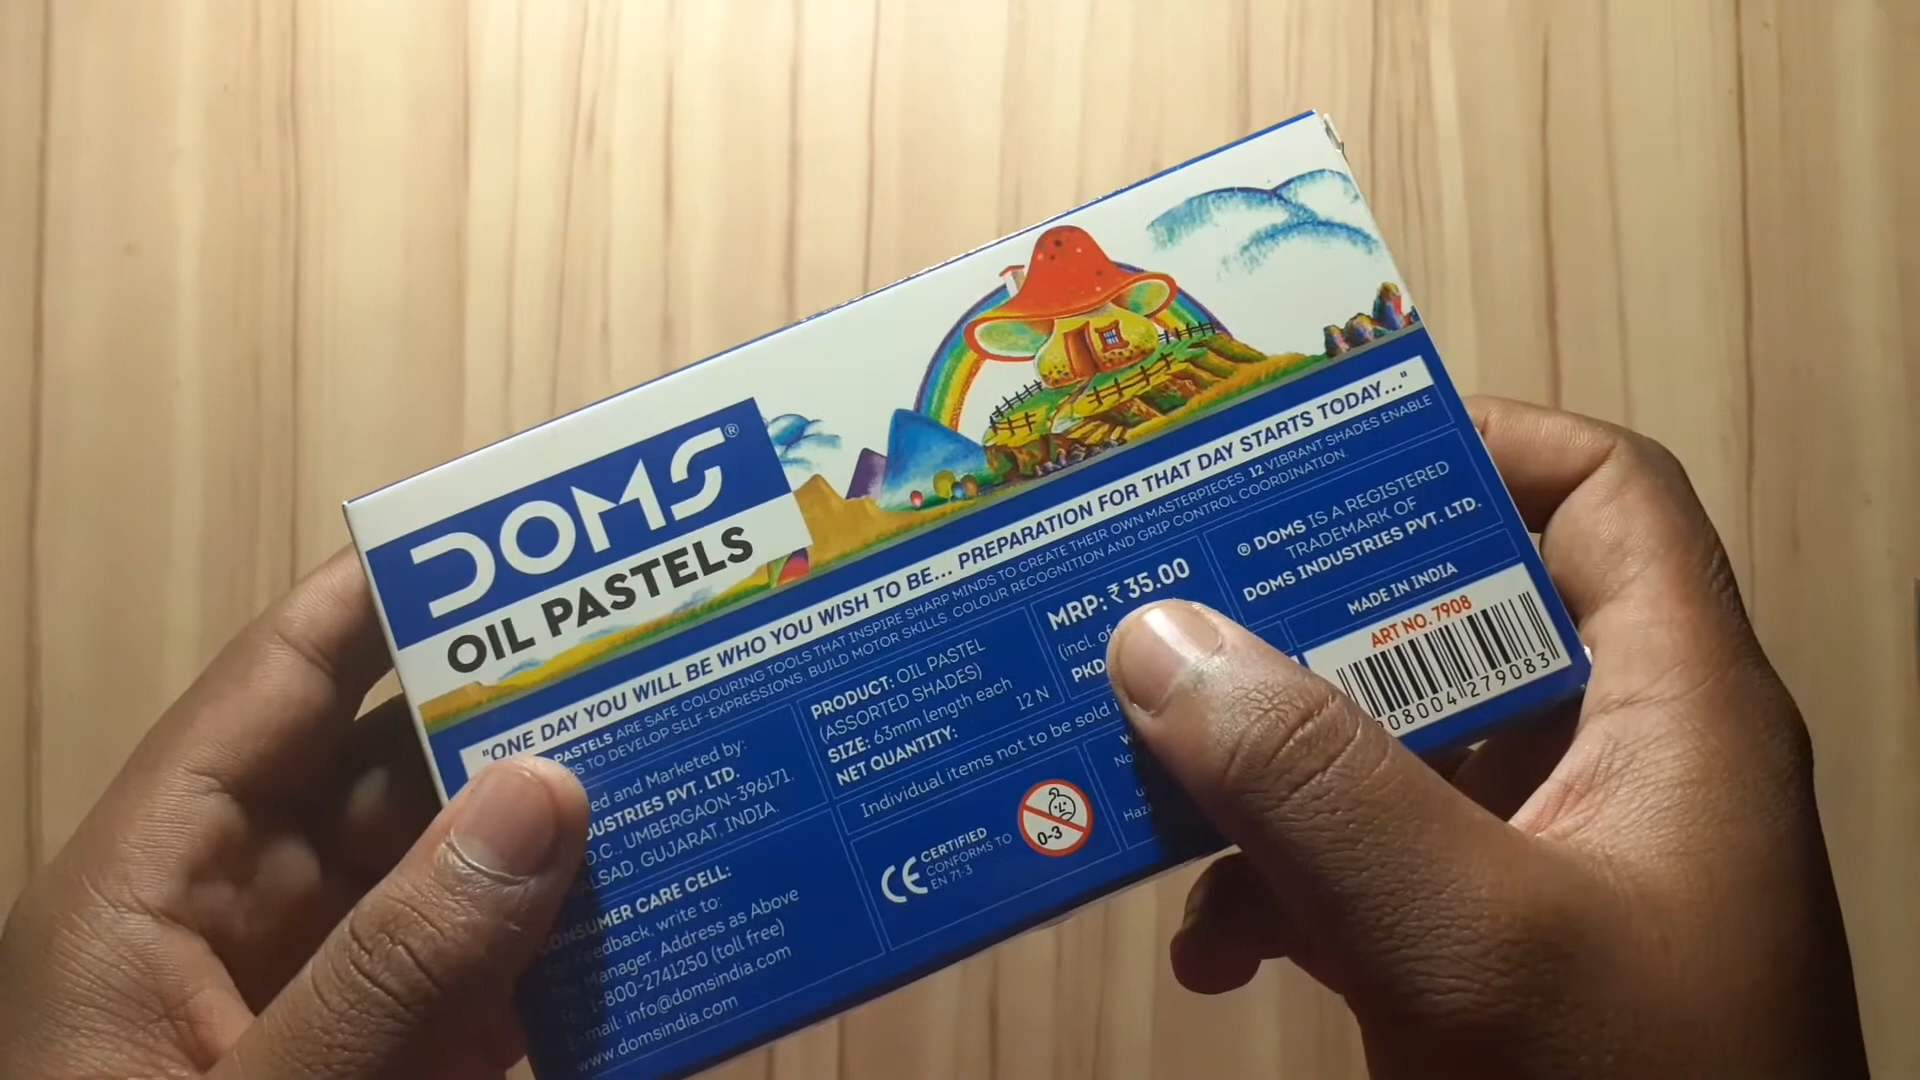 DOMS®
OIL PASTELS
"ONE DAY YOU WILL BE WHO YOU WISH TO BE... PREPARATION FOR THAT DAY STARTS TODAY..."
PASTELS ARE SAFE COLOURING TOOLS THAT INSPIRE SHARP MINDS TO CREATE THEIR OWN MASTERPIECES. 12 VIBRANT SHADES ENABLE
TO DEVELOP SELF-EXPRESSIONS, BUILD MOTOR SKILLS, COLOUR RECOGNITION AND GRIP CONTROL COORDINATION.
and Marketed by:
PVT. LTD.
UMBERGAON-396171,
GUJARAT, INDIA.
CONSUMER CARE CELL:
Feedback, write to:
Manager, Address as Above
1-800-2741250 (toll free)
E-mail: info@domsindia.com
www.domsindia.com
PRODUCT: OIL PASTEL
(ASSORTED SHADES)
SIZE: 63mm length each
NET QUANTITY: 12 N
Individual items not to be sold
CE CERTIFIED
CONFORMS TO
EN 71-3
0-3
MRP: ₹ 35.00
(incl. of
PKD
® DOMS IS A REGISTERED
TRADEMARK OF
DOMS INDUSTRIES PVT. LTD.
MADE IN INDIA
ART NO. 7908
08004 279083